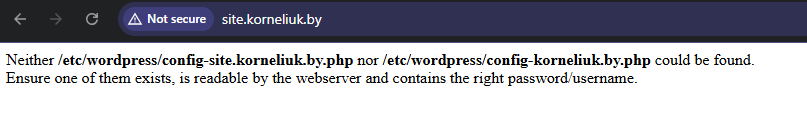 Not secure site.korneliuk.by
Neither /etc/wordpress/config-site.korneliuk.by.php nor /etc/wordpress/config-korneliuk.by.php could be found.
Ensure one of them exists, is readable by the webserver and contains the right password/username.